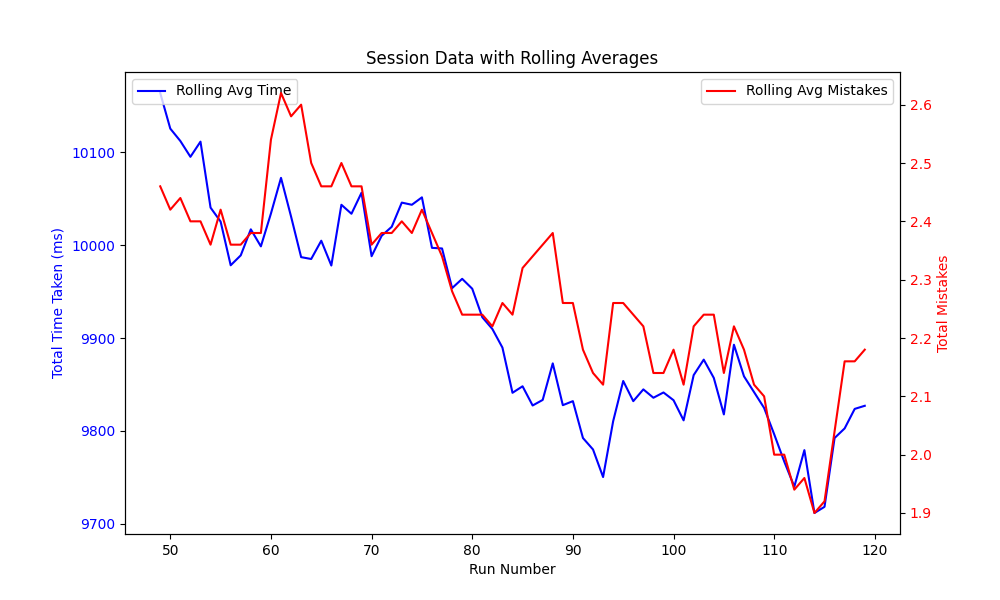 Session Data with Rolling Averages
Rolling Avg Time
Rolling Avg Mistakes
Total Time Taken (ms)
10100
10000
9900
9800
9700
2.6
2.5
2.4
2.3
2.2
2.1
2.0
1.9
Total Mistakes
50 60 70 80 90 100 110 120
Run Number